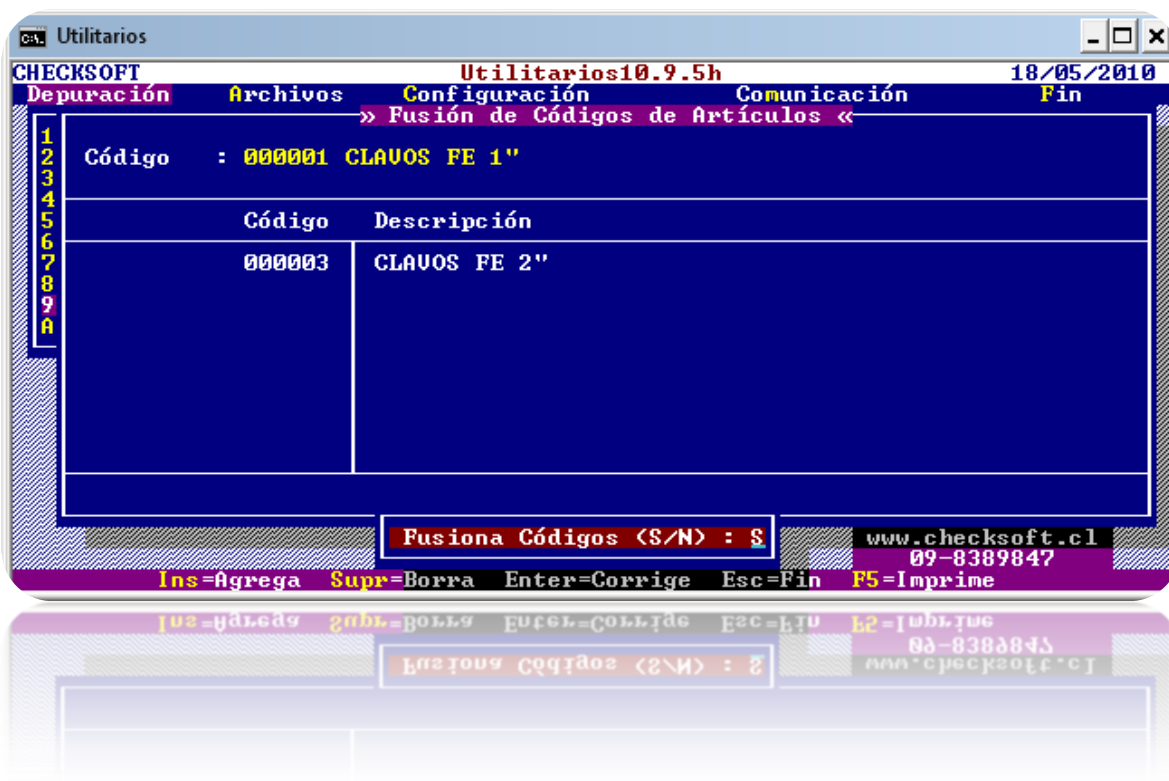 C:\. Utilitarios
CHECKSOFT Utilitarios10.9.5h 18/05/2010
Depuración Archivos Configuración Comunicación Fin
» Fusión de Códigos de Artículos «
1
2 Código : 000001 CLAVOS FE 1"
3
4
5 Código Descripción
6
7 000003 CLAVOS FE 2"
8
9
A
Fusiona Códigos (S/N) : S
www.checksoft.cl
09-8389847
Ins=Agrega Supr=Borra Enter=Corrige Esc=Fin F5=Imprime